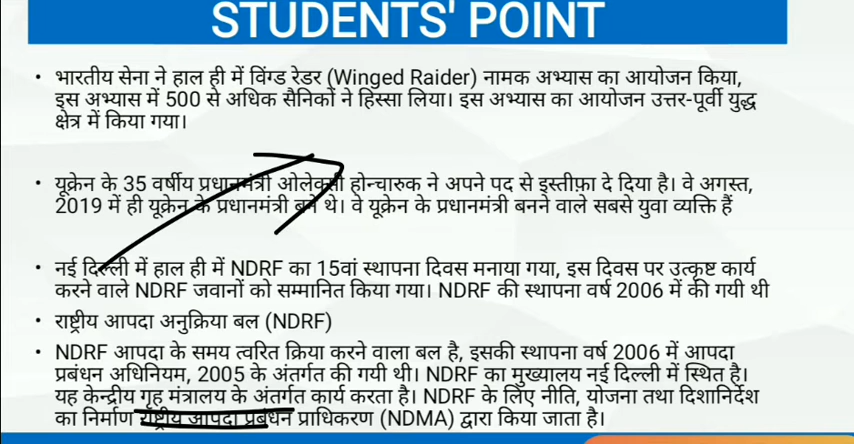 STUDENTS' POINT
• भारतीय सेना ने हाल ही में विंग्ड रेडर (Winged Raider) नामक अभ्यास का आयोजन किया,
इस अभ्यास में 500 से अधिक सैनिकों ने हिस्सा लिया। इस अभ्यास का आयोजन उत्तर-पूर्वी युद्ध
क्षेत्र में किया गया।
• यूक्रेन के 35 वर्षीय प्रधानमंत्री ओलेक्सी होन्चारुक ने अपने पद से इस्तीफ़ा दे दिया है। वे अगस्त,
2019 में ही यूक्रेन के प्रधानमंत्री बने थे। वे यूक्रेन के प्रधानमंत्री बनने वाले सबसे युवा व्यक्ति हैं
• नई दिल्ली में हाल ही में NDRF का 15वां स्थापना दिवस मनाया गया, इस दिवस पर उत्कृष्ट कार्य
करने वाले NDRF जवानों को सम्मानित किया गया। NDRF की स्थापना वर्ष 2006 में की गयी थी
• राष्ट्रीय आपदा अनुक्रिया बल (NDRF)
• NDRF आपदा के समय त्वरित क्रिया करने वाला बल है, इसकी स्थापना वर्ष 2006 में आपदा
प्रबंधन अधिनियम, 2005 के अंतर्गत की गयी थी। NDRF का मुख्यालय नई दिल्ली में स्थित है।
यह केन्द्रीय गृह मंत्रालय के अंतर्गत कार्य करता है। NDRF के लिए नीति, योजना तथा दिशानिर्देश
का निर्माण राष्ट्रीय आपदा प्रबंधन प्राधिकरण (NDMA) द्वारा किया जाता है।